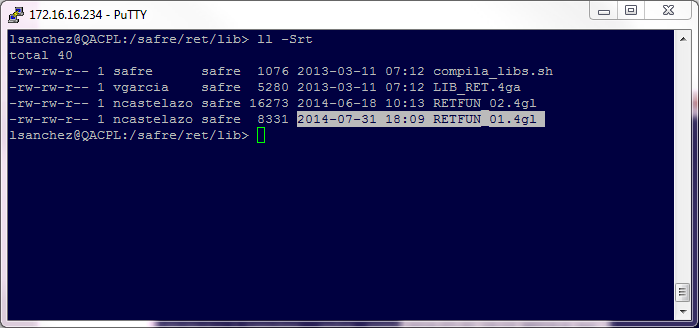 172.16.16.234 - PuTTY
lsanchez@QACPL:/safre/ret/lib> ll -Srt
total 40
-rw-rw-r-- 1 safre      safre  1076 2013-03-11 07:12 compila_libs.sh
-rw-rw-r-- 1 vgarcia    safre  5280 2013-03-11 07:12 LIB_RET.4ga
-rw-rw-r-- 1 ncastelazo safre 16273 2014-06-18 10:13 RETFUN_02.4gl
-rw-rw-r-- 1 ncastelazo safre  8331 2014-07-31 18:09 RETFUN_01.4gl
lsanchez@QACPL:/safre/ret/lib>